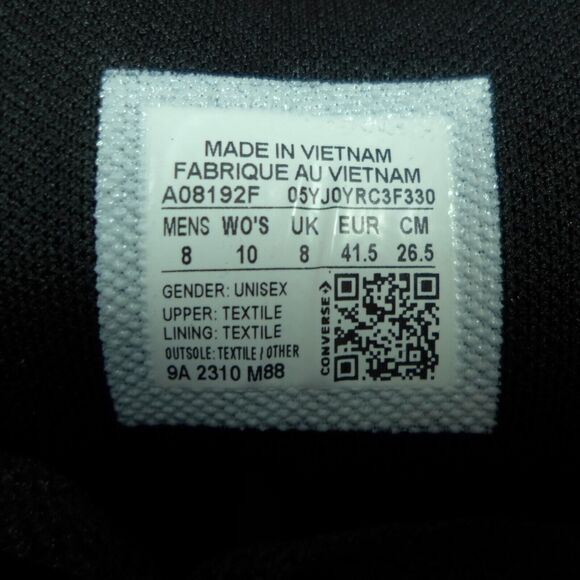 MADE IN VIETNAM
FABRIQUE AU VIETNAM
A08192F 05YJ0YRC3F330
MENS WO'S UK EUR CM
8 10 8 41.5 26.5
GENDER: UNISEX
UPPER: TEXTILE
LINING: TEXTILE
OUTSOLE: TEXTILE / OTHER
9A 2310 M88
CONVERSE